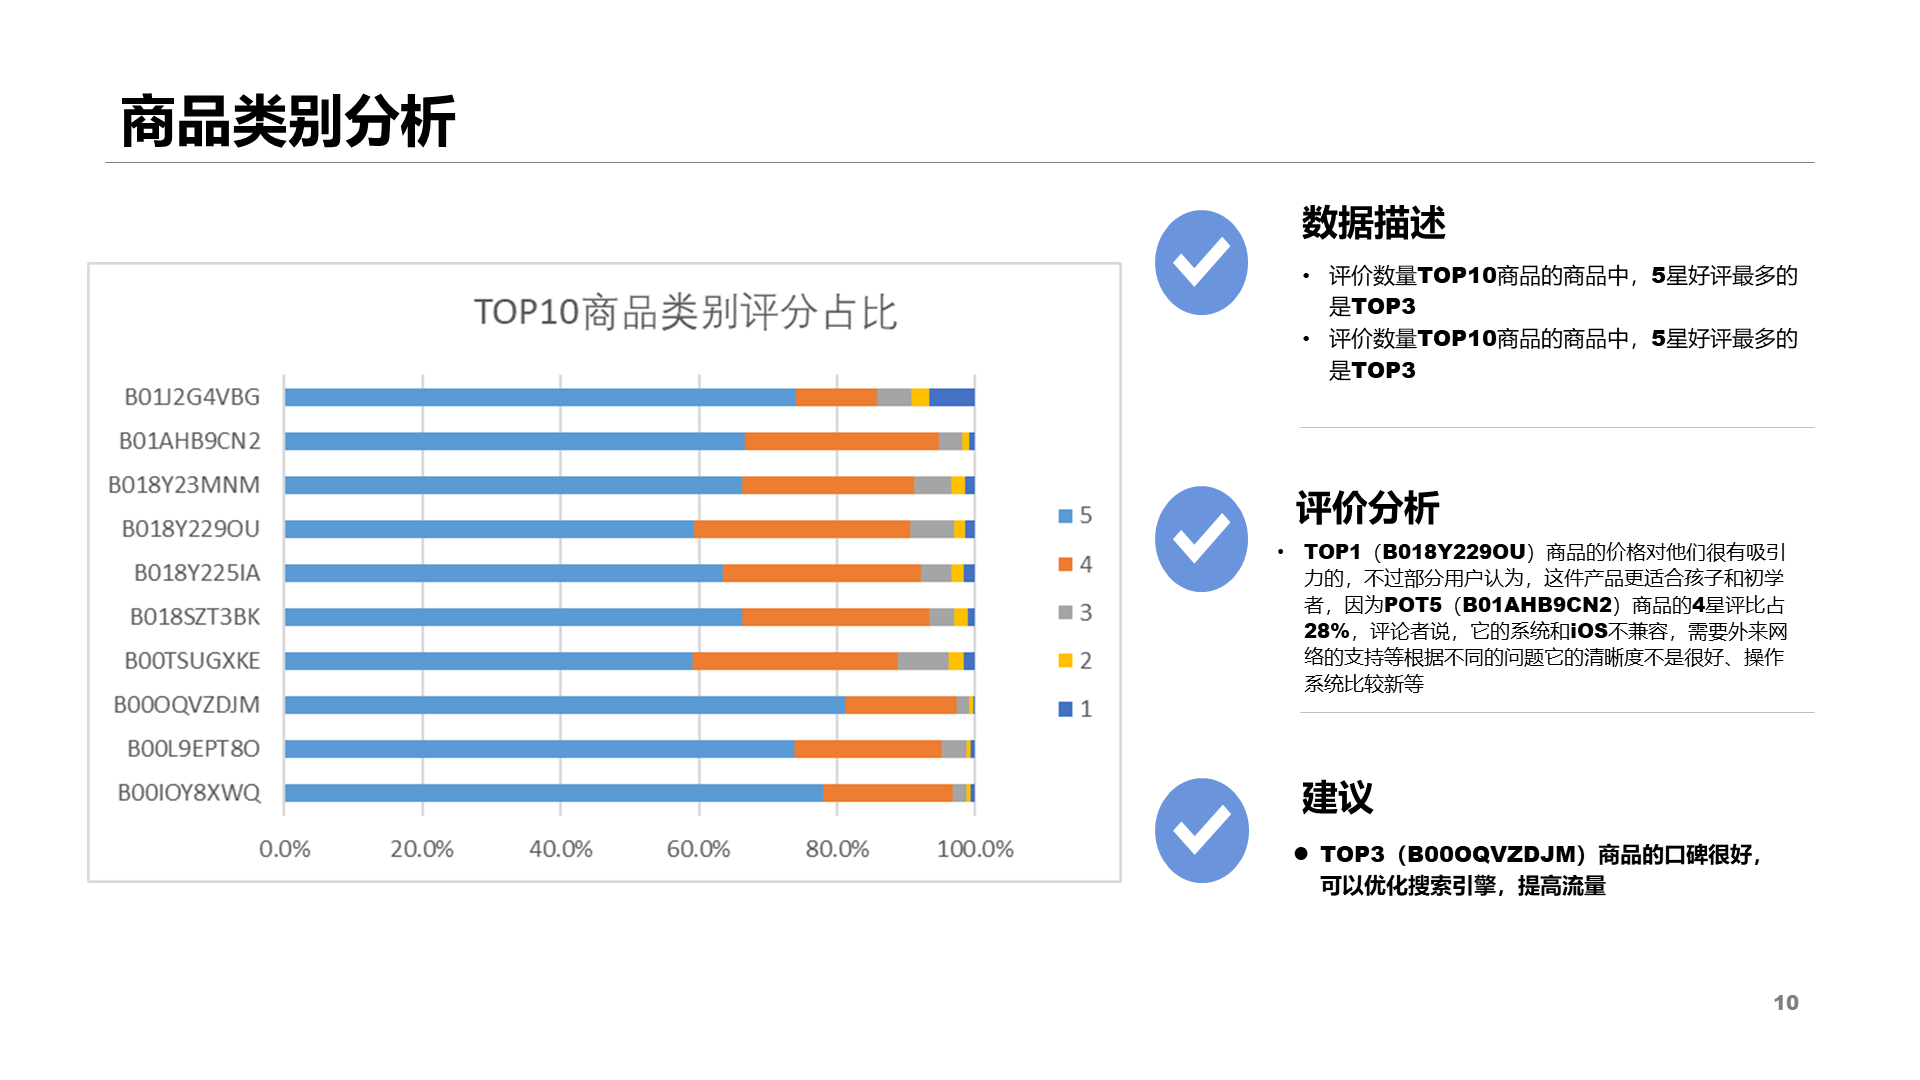 商品类别分析
TOP10商品类别评分占比
B01J2G4VBG
B01AHB9CN2
B018Y23MNM
B018Y229OU
B018Y225IA
B018SZT3BK
B00TSUGXKE
B00OQVZDJM
B00L9EPT8O
B00IOY8XWQ
0.0% 20.0% 40.0% 60.0% 80.0% 100.0%
5
4
3
2
1
数据描述
• 评价数量TOP10商品的商品中，5星好评最多的
是TOP3
• 评价数量TOP10商品的商品中，5星好评最多的
是TOP3
评价分析
• TOP1（B018Y229OU）商品的价格对他们很有吸引
力的，不过部分用户认为，这件产品更适合孩子和初学
者，因为POT5（B01AHB9CN2）商品的4星评比占
28%，评论者说，它的系统和iOS不兼容，需要外来网
络的支持等根据不同的问题它的清晰度不是很好、操作
系统比较新等
建议
● TOP3（B00OQVZDJM）商品的口碑很好，
可以优化搜索引擎，提高流量
10